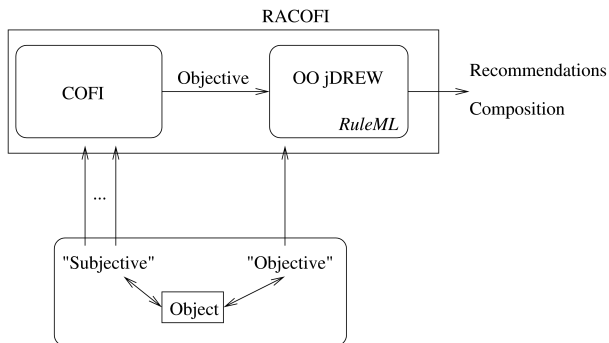 RACOFI
COFI
Objective
OO jDREW
RuleML
Recommendations
Composition
...
"Subjective"
"Objective"
Object